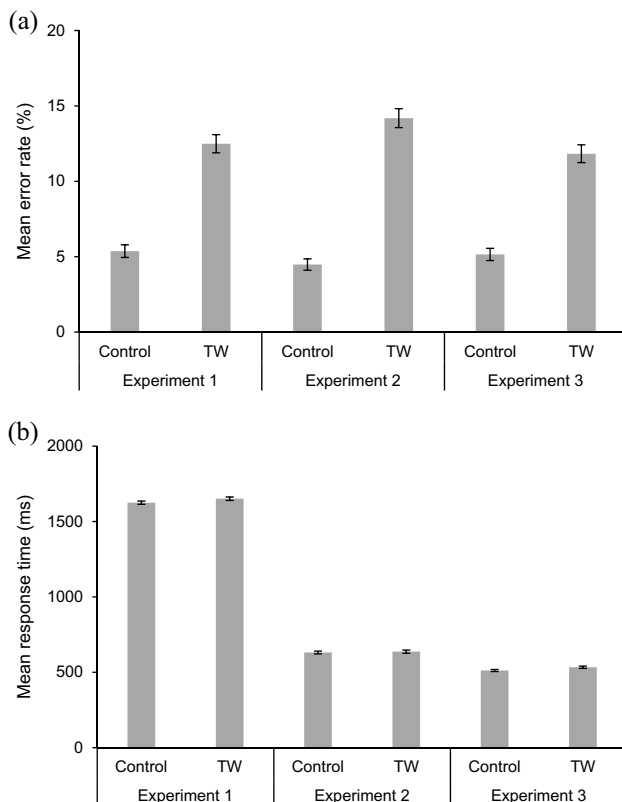 (a)
Mean error rate (%)
20
15
10
5
0
Control TW Control TW Control TW
Experiment 1 Experiment 2 Experiment 3
(b)
Mean response time (ms)
2000
1500
1000
500
0
Control TW Control TW Control TW
Experiment 1 Experiment 2 Experiment 3